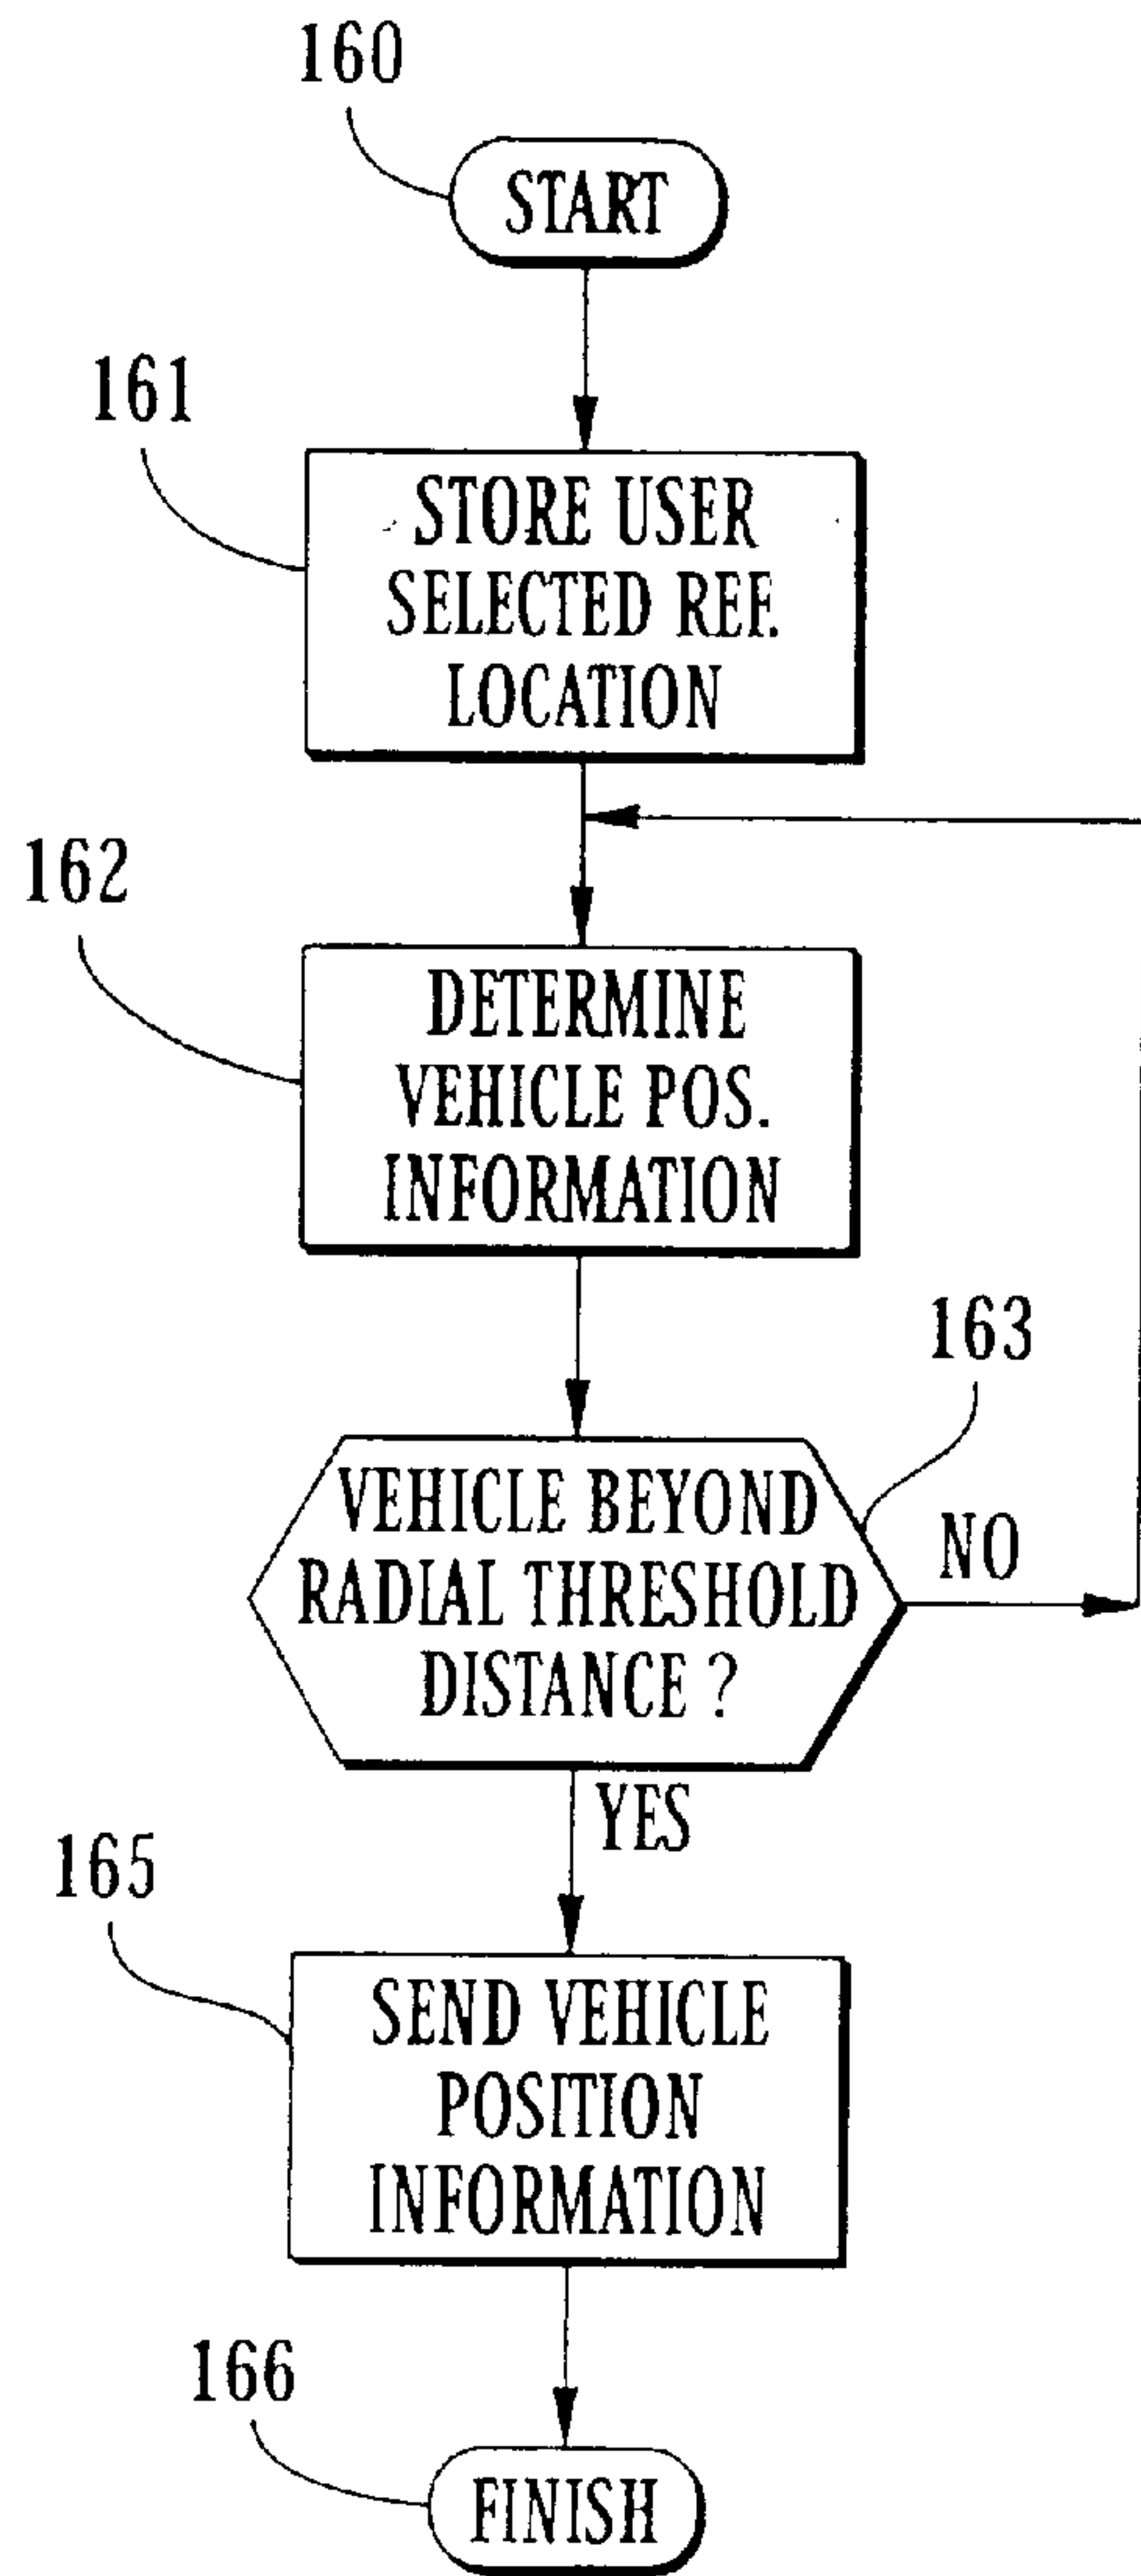 160
START
161
STORE USER
SELECTED REF.
LOCATION
162
DETERMINE
VEHICLE POS.
INFORMATION
163
VEHICLE BEYOND
RADIAL THRESHOLD
DISTANCE ?
NO
YES
165
SEND VEHICLE
POSITION
INFORMATION
166
FINISH